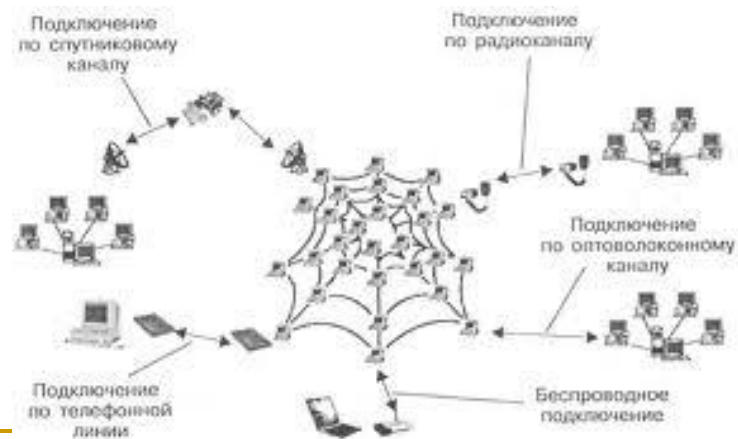 Подключение
по спутниковому
каналу
Подключение
по радиоканалу
Подключение
по оптоволоконному
каналу
Подключение
по телефонной
линии
Беспроводное
подключение